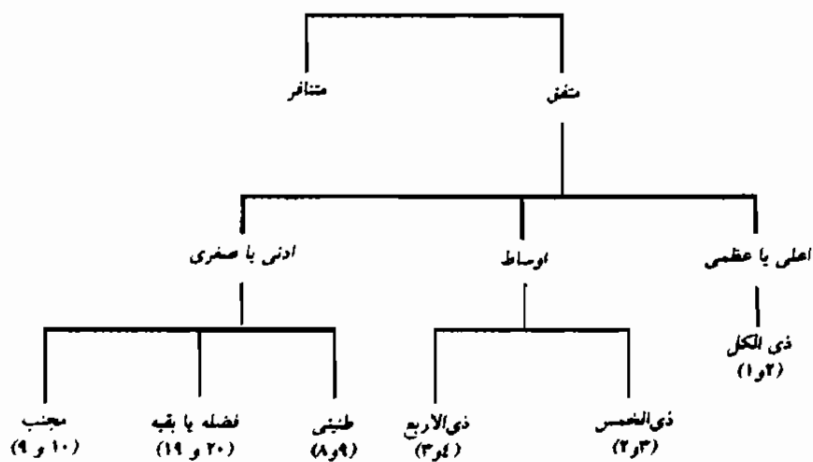 متفق
متنافر
اعلی یا عظمی
اوساط
ادنی یا صغری
ذی الکل
(۲و۱)
ذی‌الخمس
(۳و۲)
ذی‌الاربع
(٤و۳)
طنینی
(۹و۸)
فضله یا بقیه
(۲۰ و ۱۹)
مجنب
(۱۰ و ۹)